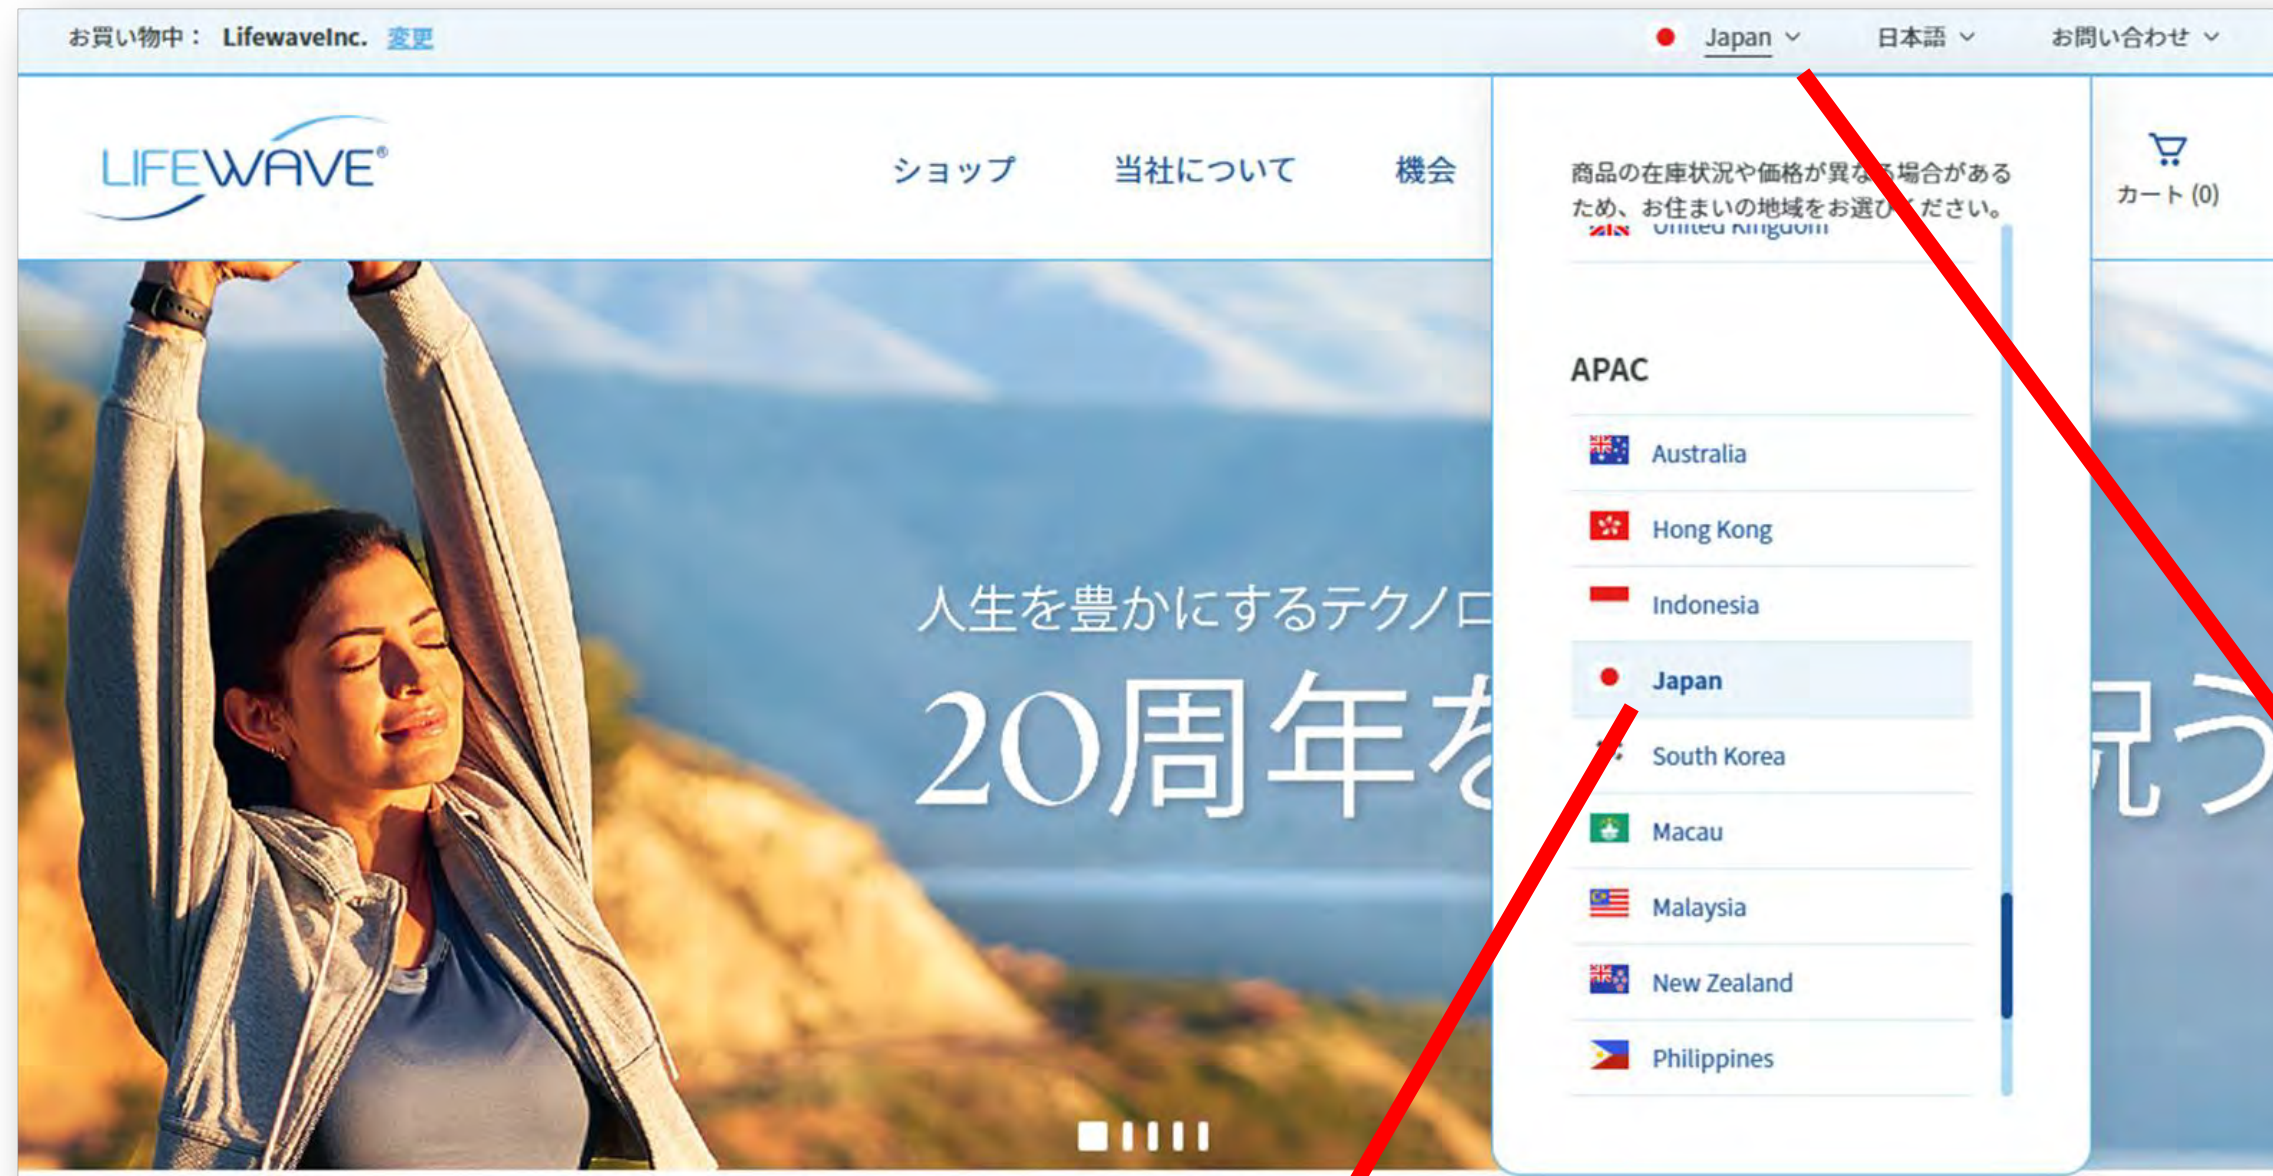 お買い物中： LifewaveInc. 変更
Japan
日本語
お問い合わせ
LIFEWAVE®
ショップ
当社について
機会
カート (0)
商品の在庫状況や価格が異なる場合がある
ため、お住まいの地域をお選びください。
United Kingdom
APAC
Australia
Hong Kong
Indonesia
Japan
South Korea
Macau
Malaysia
New Zealand
Philippines
人生を豊かにするテクノロ
20周年を
祝う